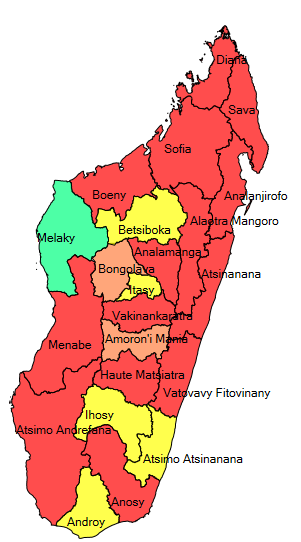 Diana
Sava
Sofia
Boeny
Analanjirofo
Alaotra Mangoro
Betsiboka
Melaky
Analamanga
Bongolava
Atsinanana
Itasy
Vakinankaratra
Amoron'i Mania
Menabe
Haute Matsiatra
Vatovavy Fitovinany
Ihosy
Atsimo Andrefana
Atsimo Atsinanana
Anosy
Androy